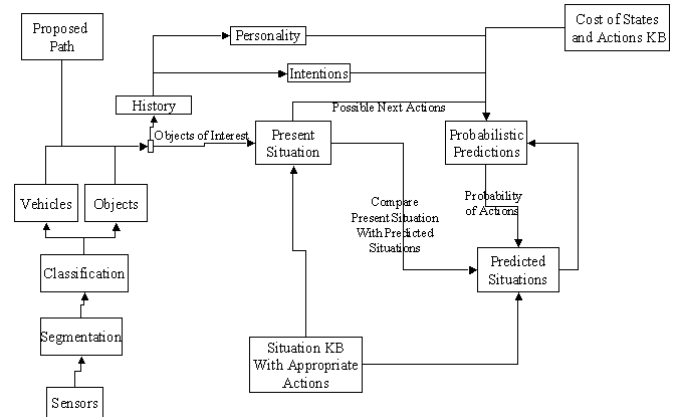 Proposed
Path
Personality
Cost of States
and Actions KB
Intentions
History
Possible Next Actions
Objects of Interest
Present
Situation
Probabilistic
Predictions
Vehicles
Objects
Compare
Present Situation
With Predicted
Situations
Probability
of Actions
Classification
Predicted
Situations
Segmentation
Situation KB
With Appropriate
Actions
Sensors